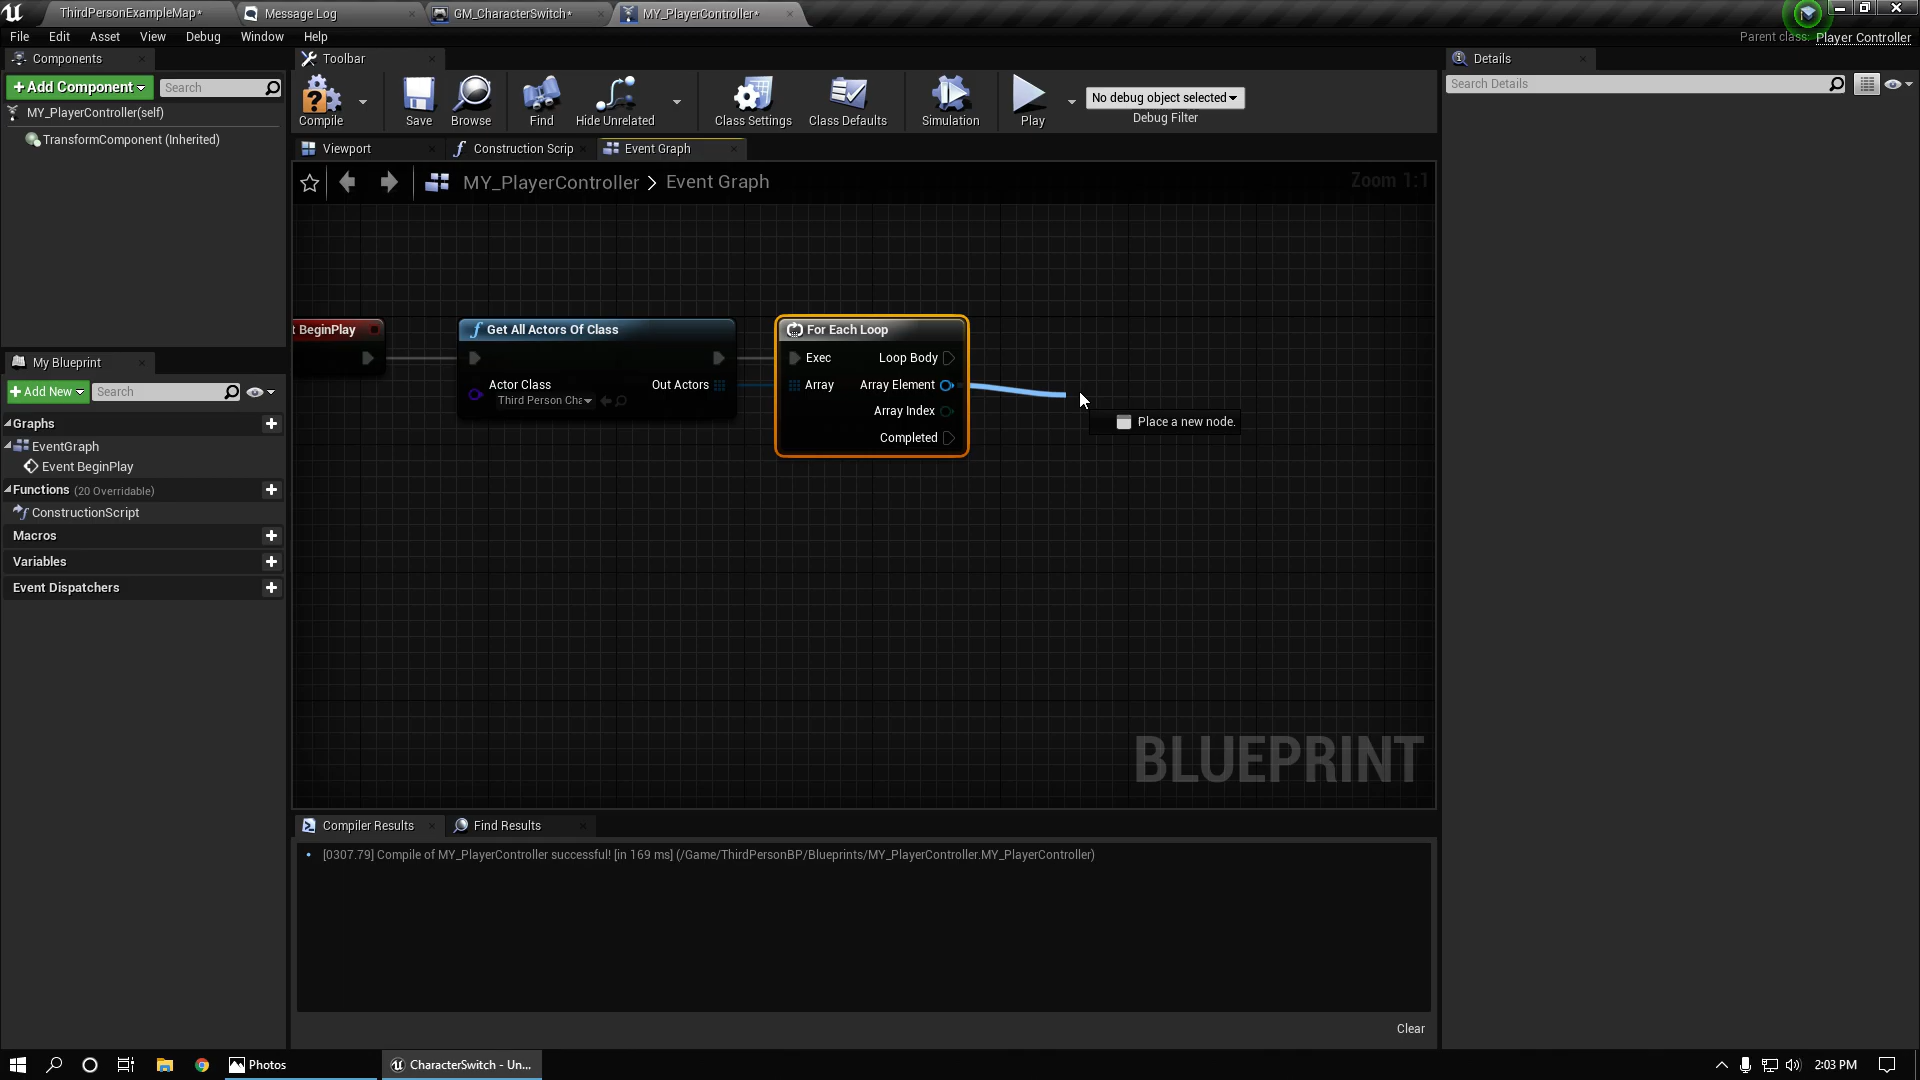 ThirdPersonExampleMap*
Message Log
GM_CharacterSwitch*
MY_PlayerController*
File Edit Asset View Debug Window Help
Parent class: Player Controller
Components
Toolbar
Details
+Add Component
Search
Search Details
MY_PlayerController(self)
TransformComponent (Inherited)
Compile
Save
Browse
Find
Hide Unrelated
Class Settings
Class Defaults
Simulation
Play
No debug object selected
Debug Filter
Viewport
Construction Scrip
Event Graph
MY_PlayerController > Event Graph
Zoom 1:1
t BeginPlay
Get All Actors Of Class
Actor Class
Third Person Cha
Out Actors
For Each Loop
Exec
Loop Body
Array
Array Element
Array Index
Completed
Place a new node.
BLUEPRINT
My Blueprint
+Add New
Search
Graphs
EventGraph
Event BeginPlay
Functions (20 Overridable)
ConstructionScript
Macros
Variables
Event Dispatchers
Compiler Results
Find Results
[0307.79] Compile of MY_PlayerController successful! [in 169 ms] (/Game/ThirdPersonBP/Blueprints/MY_PlayerController.MY_PlayerController)
Clear
Photos
CharacterSwitch - Un...
2:03 PM